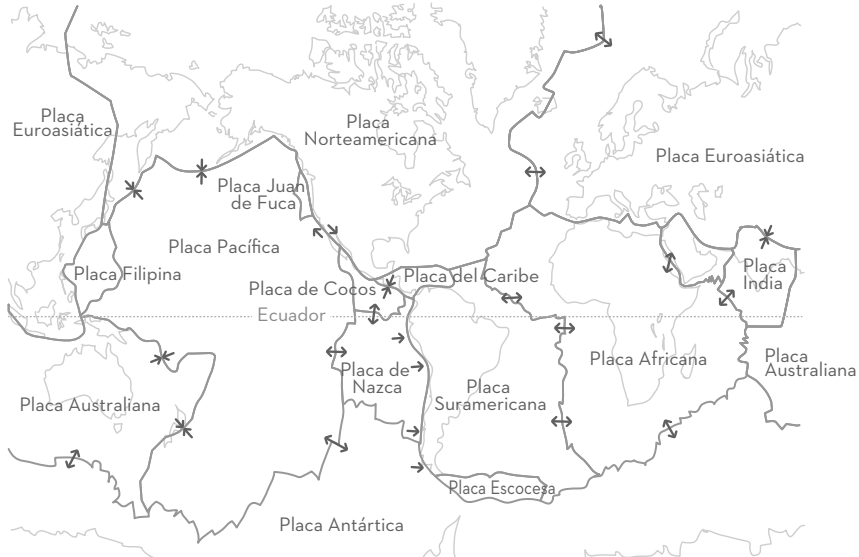 Placa
Euroasiática
Placa
Norteamericana
Placa Euroasiática
Placa Juan
de Fuca
Placa Pacífica
Placa Filipina
Placa de Cocos
Placa del Caribe
Placa
India
Ecuador
Placa de
Nazca
Placa Africana
Placa
Australiana
Placa
Suramericana
Placa Australiana
Placa Escocesa
Placa Antártica